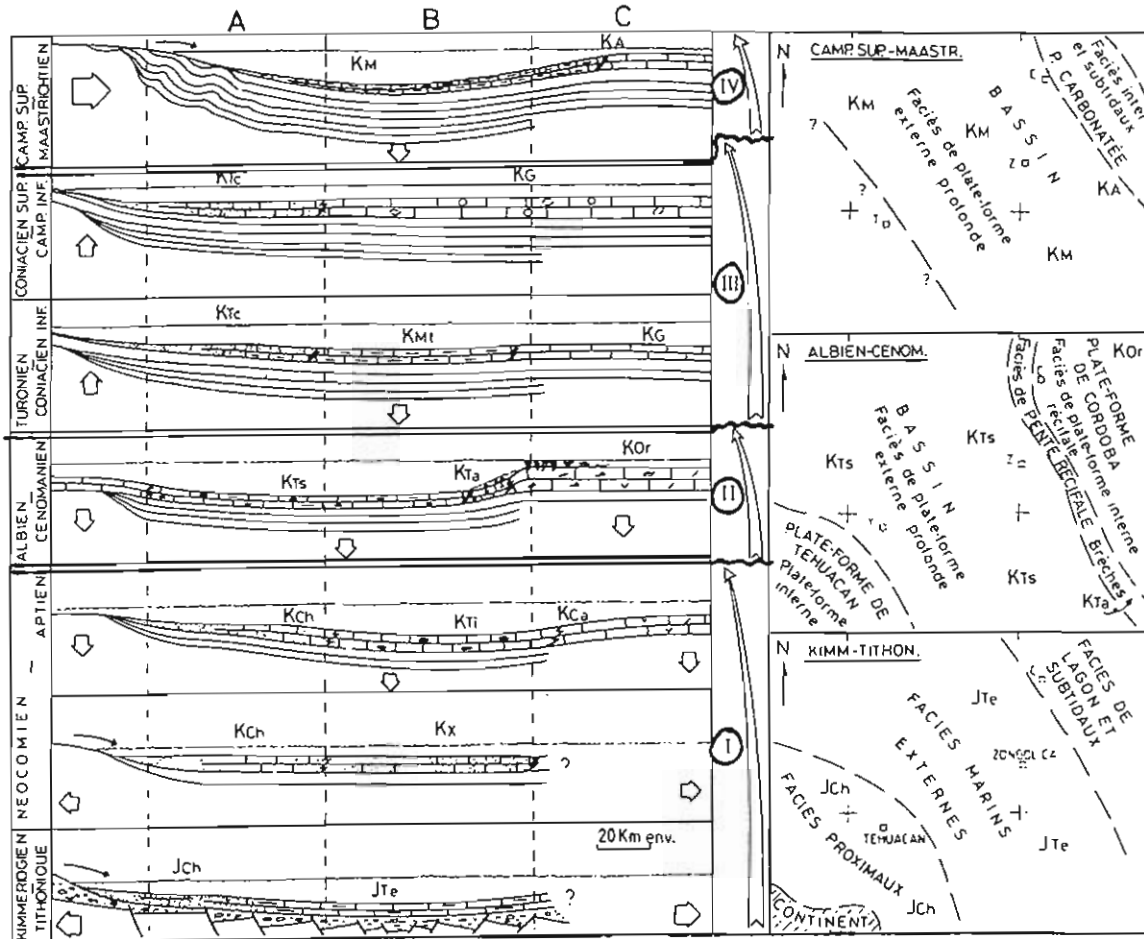 A B C
CAMP. SUP.
MAASTRICHTIEN
KM
KA
IV
CONIACIEN SUP.
CAMP. INF.
KTc
KG
III
TURONIEN
CONIACIEN INF.
KTc
KMt
KG
ALBIEN
CENOMANIEN
KTs
KTa
KOr
II
APTIEN
~
NEOCOMIEN
KCh
KTi
KCa
KCh
KX
?
I
KIMMERIGIEN
TITHONIQUE
JCh
JTe
?
20 Km env.
N
CAMP. SUP.-MAASTR.
Faciès inter
et subtidaux
P. CARBONATÉE
KM
KM
BASSIN
Faciès de plate-forme
externe profonde
Z
KA
?
?
T
KM
?
N
ALBIEN-CENOM.
KOr
PLATE-FORME
DE CORDOBA
Faciès de plate-forme interne
récifale
Faciès de PENTE RÉCIFALE Brèches
KTs
KTs
Z
BASSIN
Faciès de plate-forme
externe profonde
PLATE-FORME DE
TEHUACAN
Plate-forme
interne
KTs
KTa
N
KIMM-TITHON.
FACIES DE
LAGON ET
SUBTIDAUX
JTe
ZONGOLICA
FACIES MARINS
EXTERNES
JCh
TEHUACAN
FACIES PROXIMAUX
JTe
JCh
CONTINENT